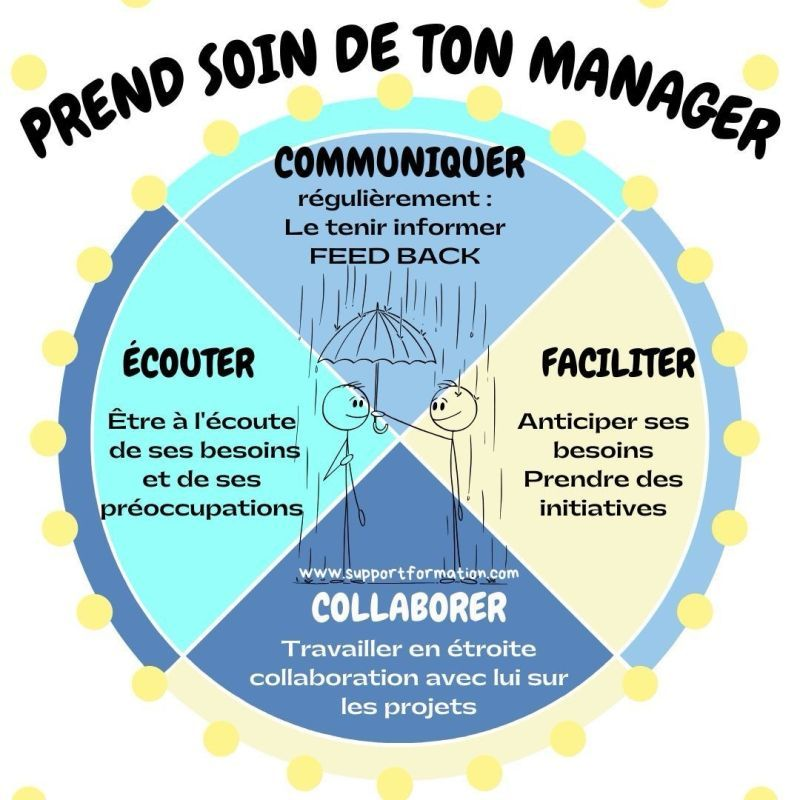 PREND SOIN DE TON MANAGER
COMMUNIQUER
régulièrement :
Le tenir informer
FEED BACK
ÉCOUTER
Être à l'écoute
de ses besoins
et de ses
préoccupations
FACILITER
Anticiper ses
besoins
Prendre des
initiatives
www.supportformation.com
COLLABORER
Travailler en étroite
collaboration avec lui sur
les projets